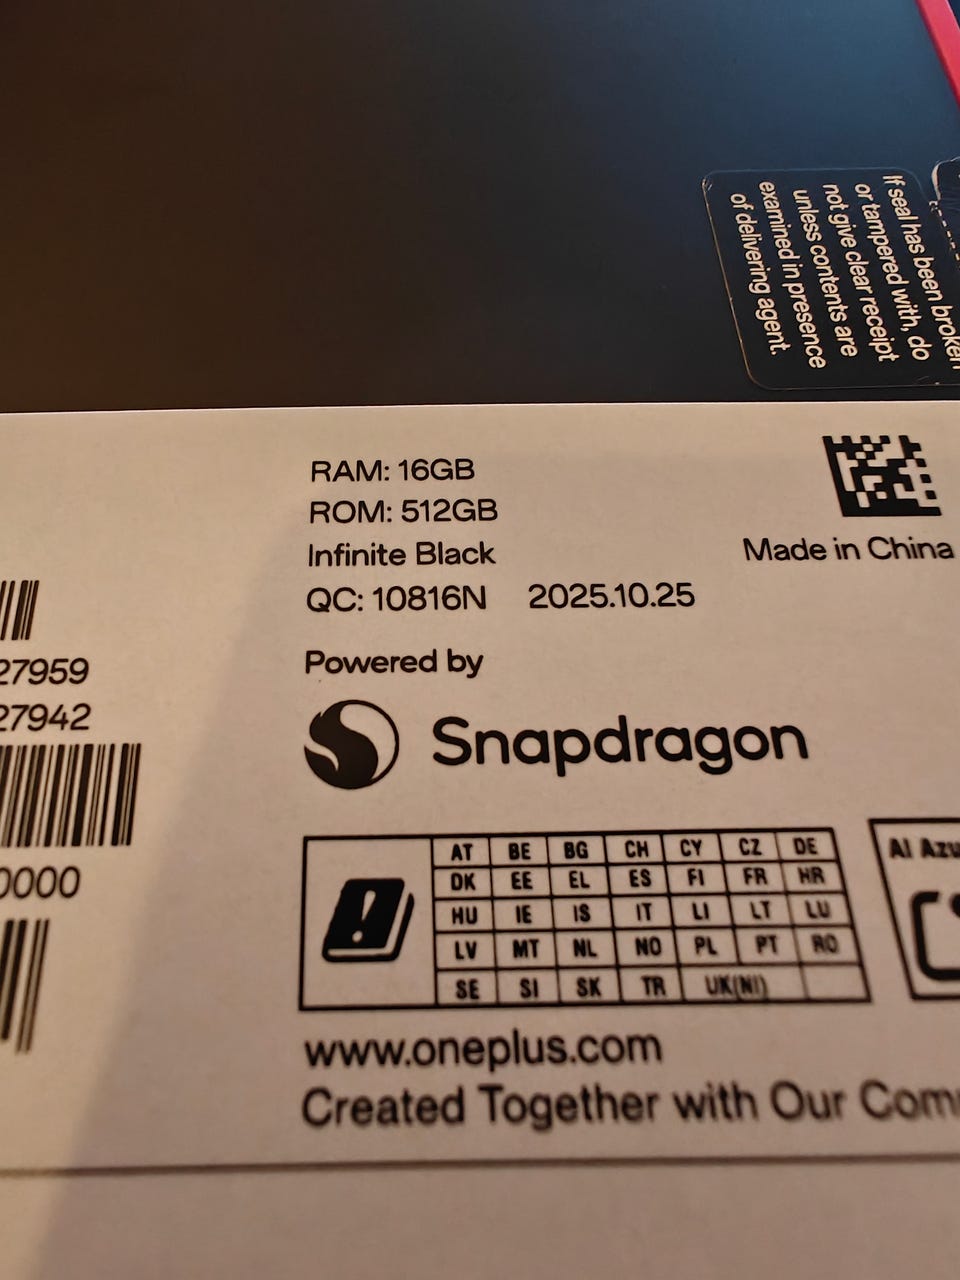 If seal has been broken
or tampered with, do
not give clear receipt
unless contents are
examined in presence
of delivering agent.
RAM: 16GB
ROM: 512GB
Infinite Black
QC: 10816N 2025.10.25
Made in China
27959
27942
0000
Powered by
Snapdragon
AT BE BG CH CY CZ DE
DK EE EL ES FI FR HR
HU IE IS IT LI LT LU
LV MT NL NO PL PT RO
SE SI SK TR UK(NI)
Al Azu
www.oneplus.com
Created Together with Our Com